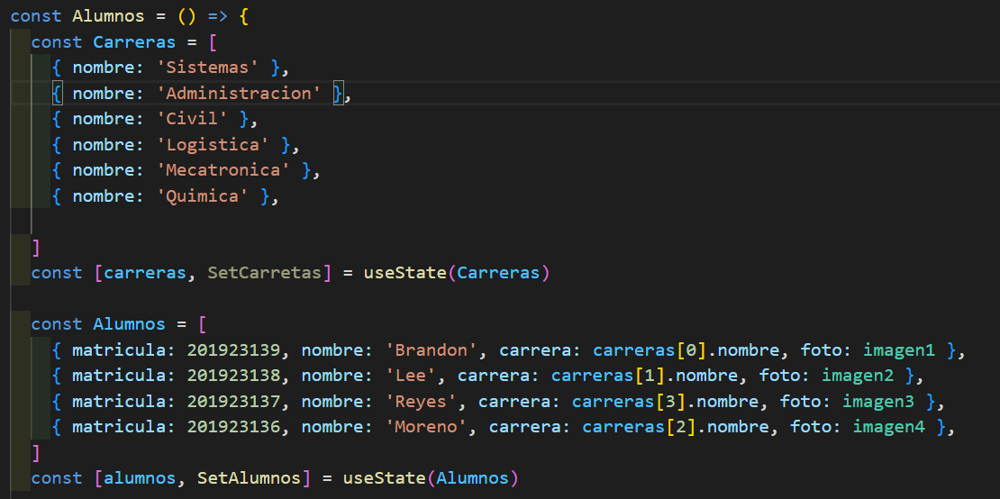 const Alumnos = () => {
const Carreras = [
{ nombre: 'Sistemas' },
{ nombre: 'Administracion' },
{ nombre: 'Civil' },
{ nombre: 'Logistica' },
{ nombre: 'Mecatronica' },
{ nombre: 'Quimica' },
]
const [carreras, SetCarretas] = useState(Carreras)
const Alumnos = [
{ matricula: 201923139, nombre: 'Brandon', carrera: carreras[0].nombre, foto: imagen1 },
{ matricula: 201923138, nombre: 'Lee', carrera: carreras[1].nombre, foto: imagen2 },
{ matricula: 201923137, nombre: 'Reyes', carrera: carreras[3].nombre, foto: imagen3 },
{ matricula: 201923136, nombre: 'Moreno', carrera: carreras[2].nombre, foto: imagen4 },
]
const [alumnos, SetAlumnos] = useState(Alumnos)